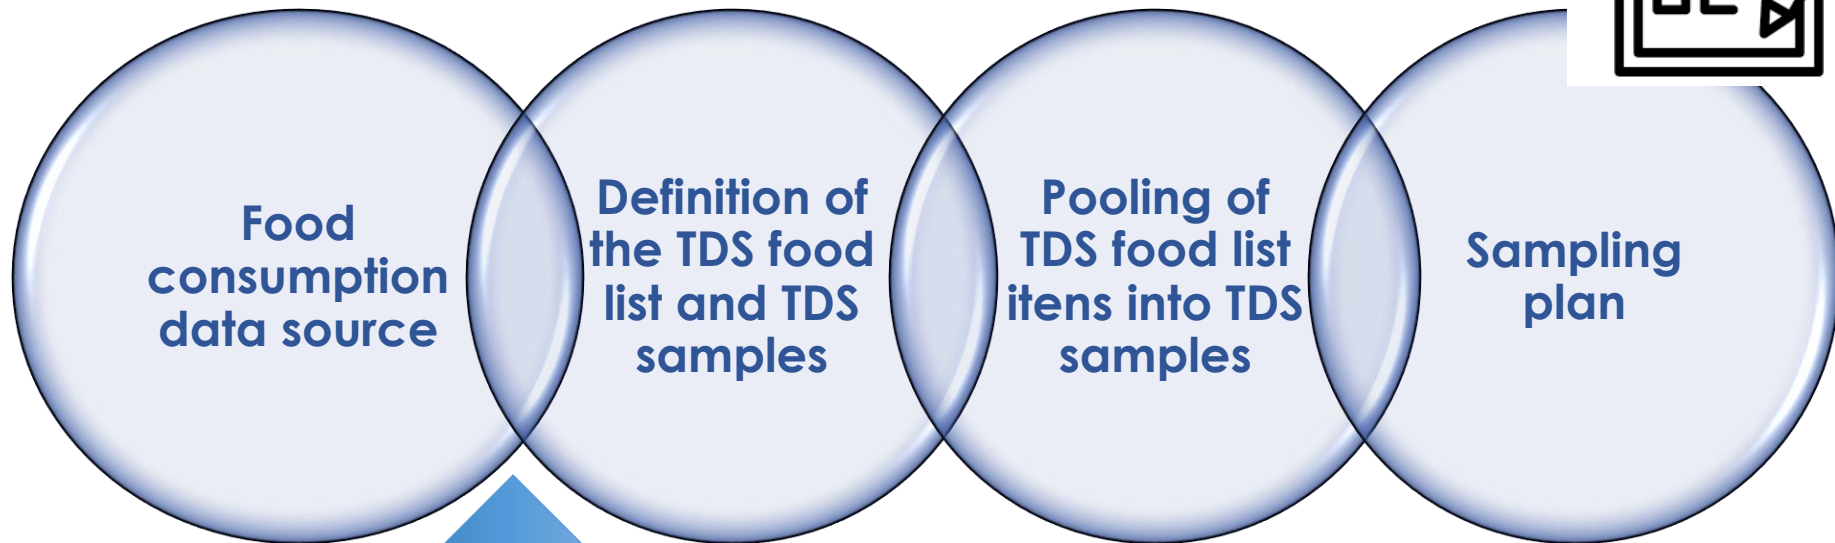 Food
consumption
data source
Definition of
the TDS food
list and TDS
samples
Pooling of
TDS food list
itens into TDS
samples
Sampling
plan